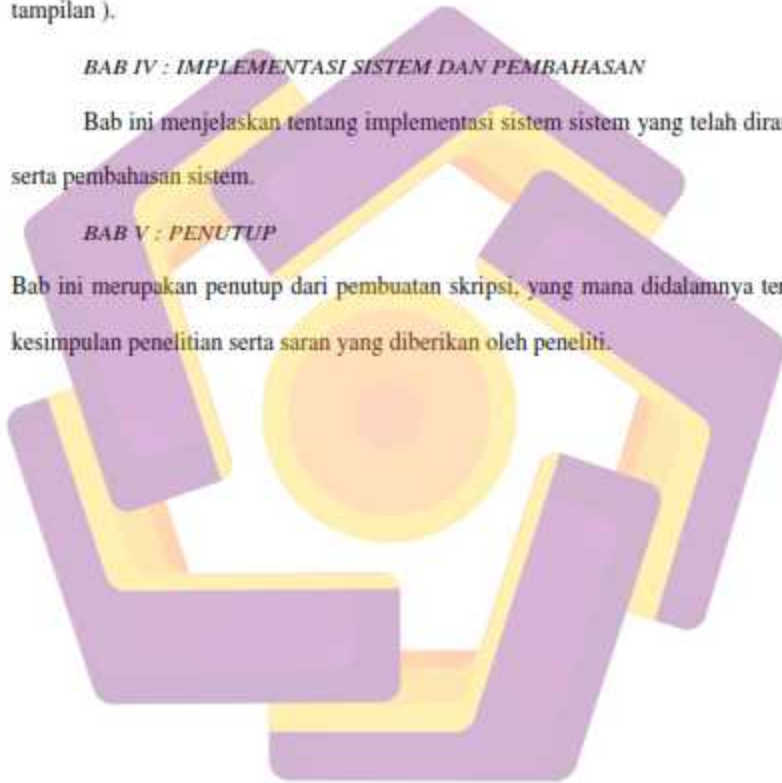 tampilan ).
BAB IV : IMPLEMENTASI SISTEM DAN PEMBAHASAN
Bab ini menjelaskan tentang implementasi sistem sistem yang telah dirai
serta pembahasan sistem.
BAB V : PENUTUP
Bab ini merupakan penutup dari pembuatan skripsi, yang mana didalamnya ter
kesimpulan penelitian serta saran yang diberikan oleh peneliti.